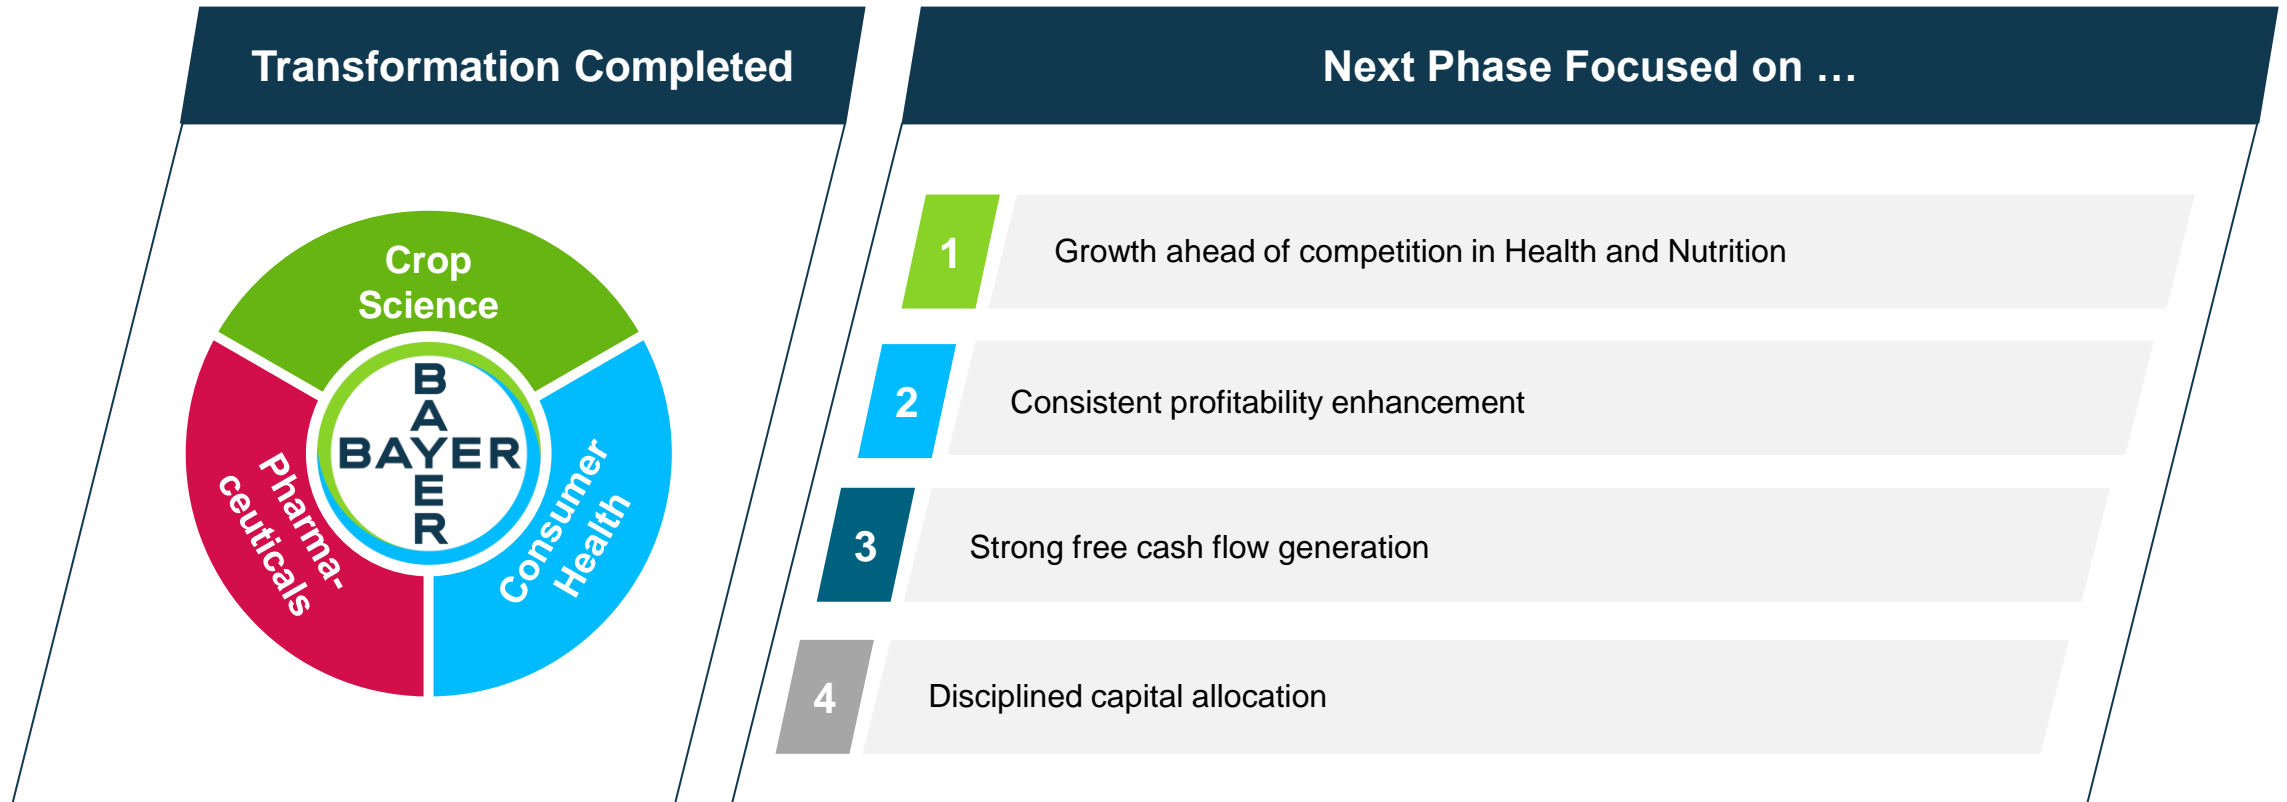 Transformation Completed
Crop
Science
Pharma-
ceuticals
Consumer
Health
BAYER
BAYER
Next Phase Focused on …
1
Growth ahead of competition in Health and Nutrition
2
Consistent profitability enhancement
3
Strong free cash flow generation
4
Disciplined capital allocation